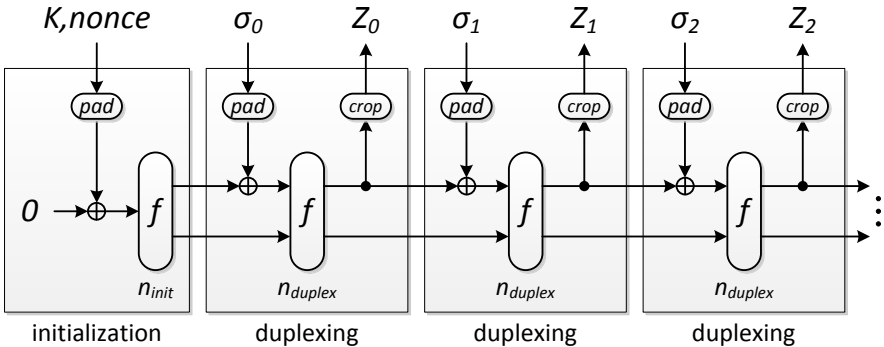 K,nonce σ0 Z0 σ1 Z1 σ2 Z2
pad pad crop pad crop pad crop
0 f f f f
ninit nduplex nduplex nduplex
initialization duplexing duplexing duplexing